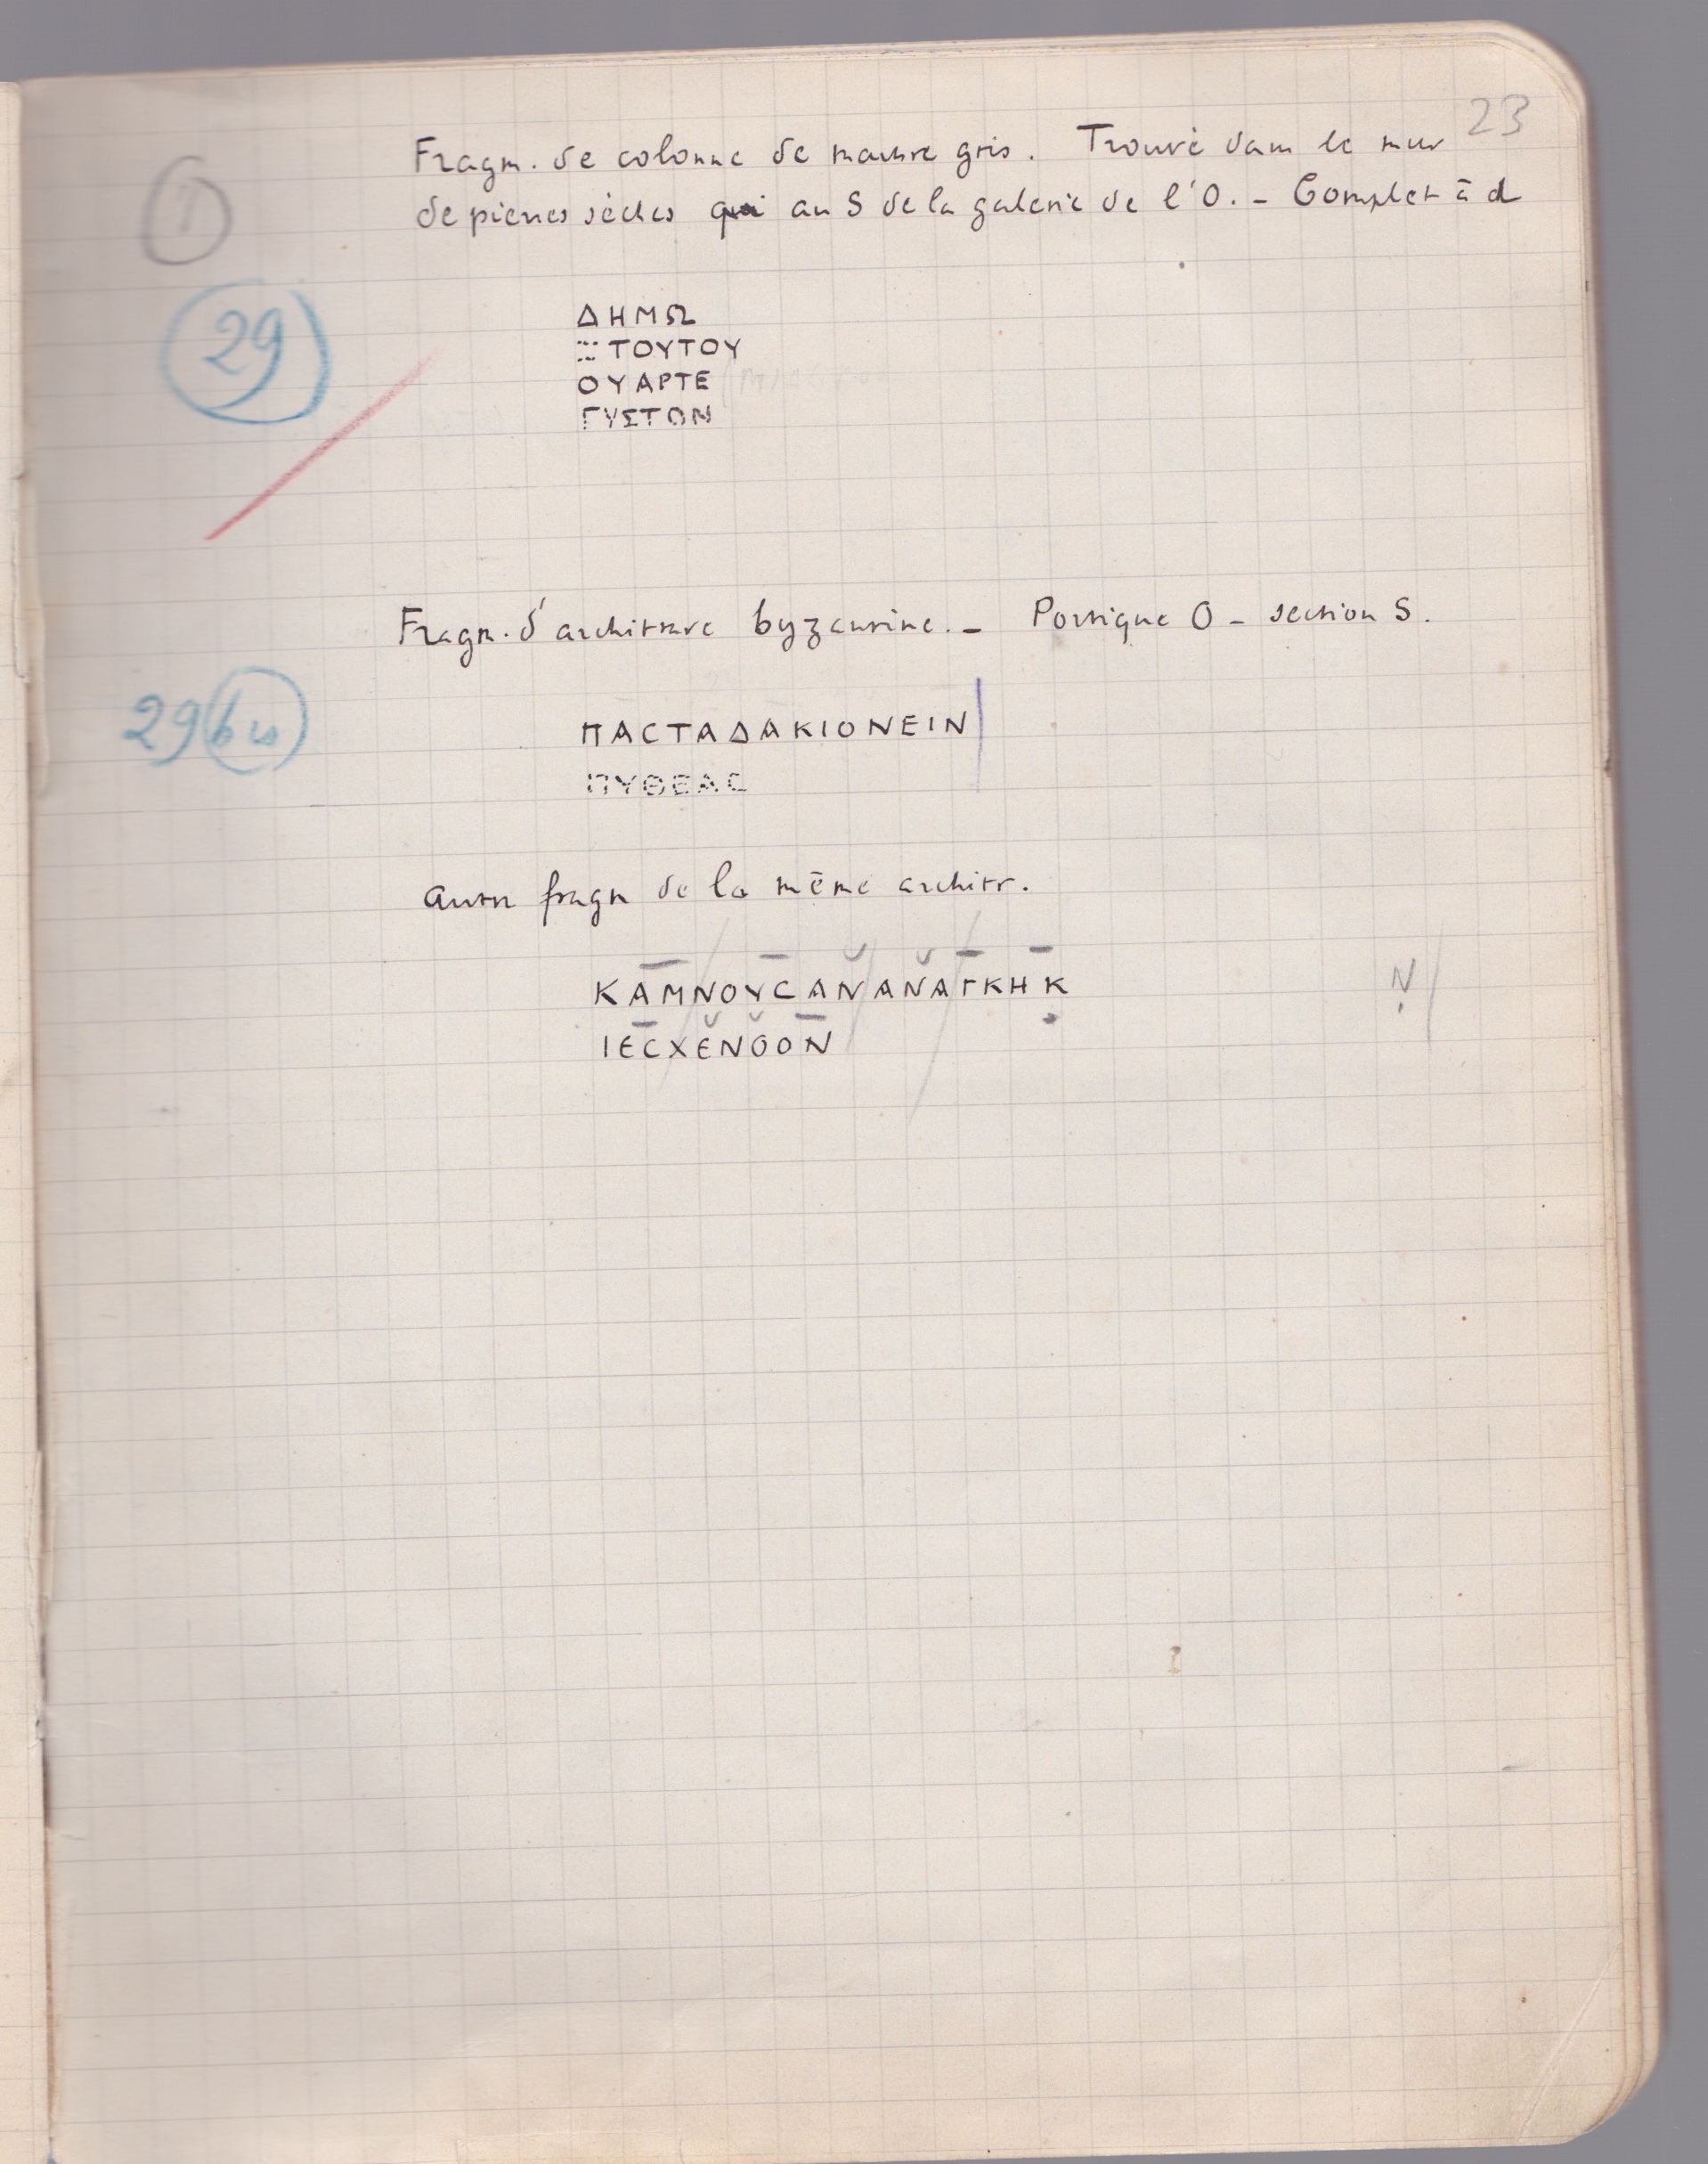 23
Fragm. de colonne de marbre gris. Trouvé dans le mur
de pierres sèches qui au S de la galerie de l'O. - Complet à d
1
29
ΔΗΜΩ
Ξ ΤΟΥΤΟΥ
ΟΥΑΡΤΕ
ΓΥΣΤΟΝ
Fragm. d'architrave byzantine. - Portique O - section S.
29 bis
ΠΑCΤΑΔΑΚΙΟΝΕΙΝ
ΠΥΘΕΑC
Autre fragm de la même architr.
ΚΑΜΝΟΥCΑΝΑΝΑΓΚΗΚ
Ν
ΙΕCΧΕΝΟΟΝ